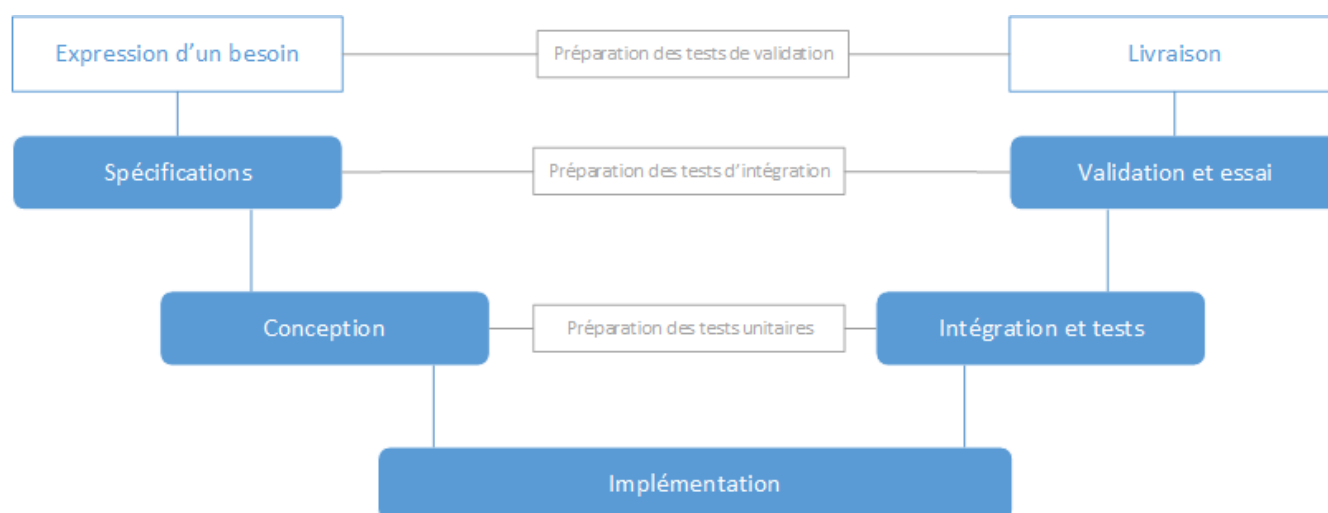 Expression d’un besoin
Préparation des tests de validation
Livraison
Spécifications
Préparation des tests d’intégration
Validation et essai
Conception
Préparation des tests unitaires
Intégration et tests
Implémentation